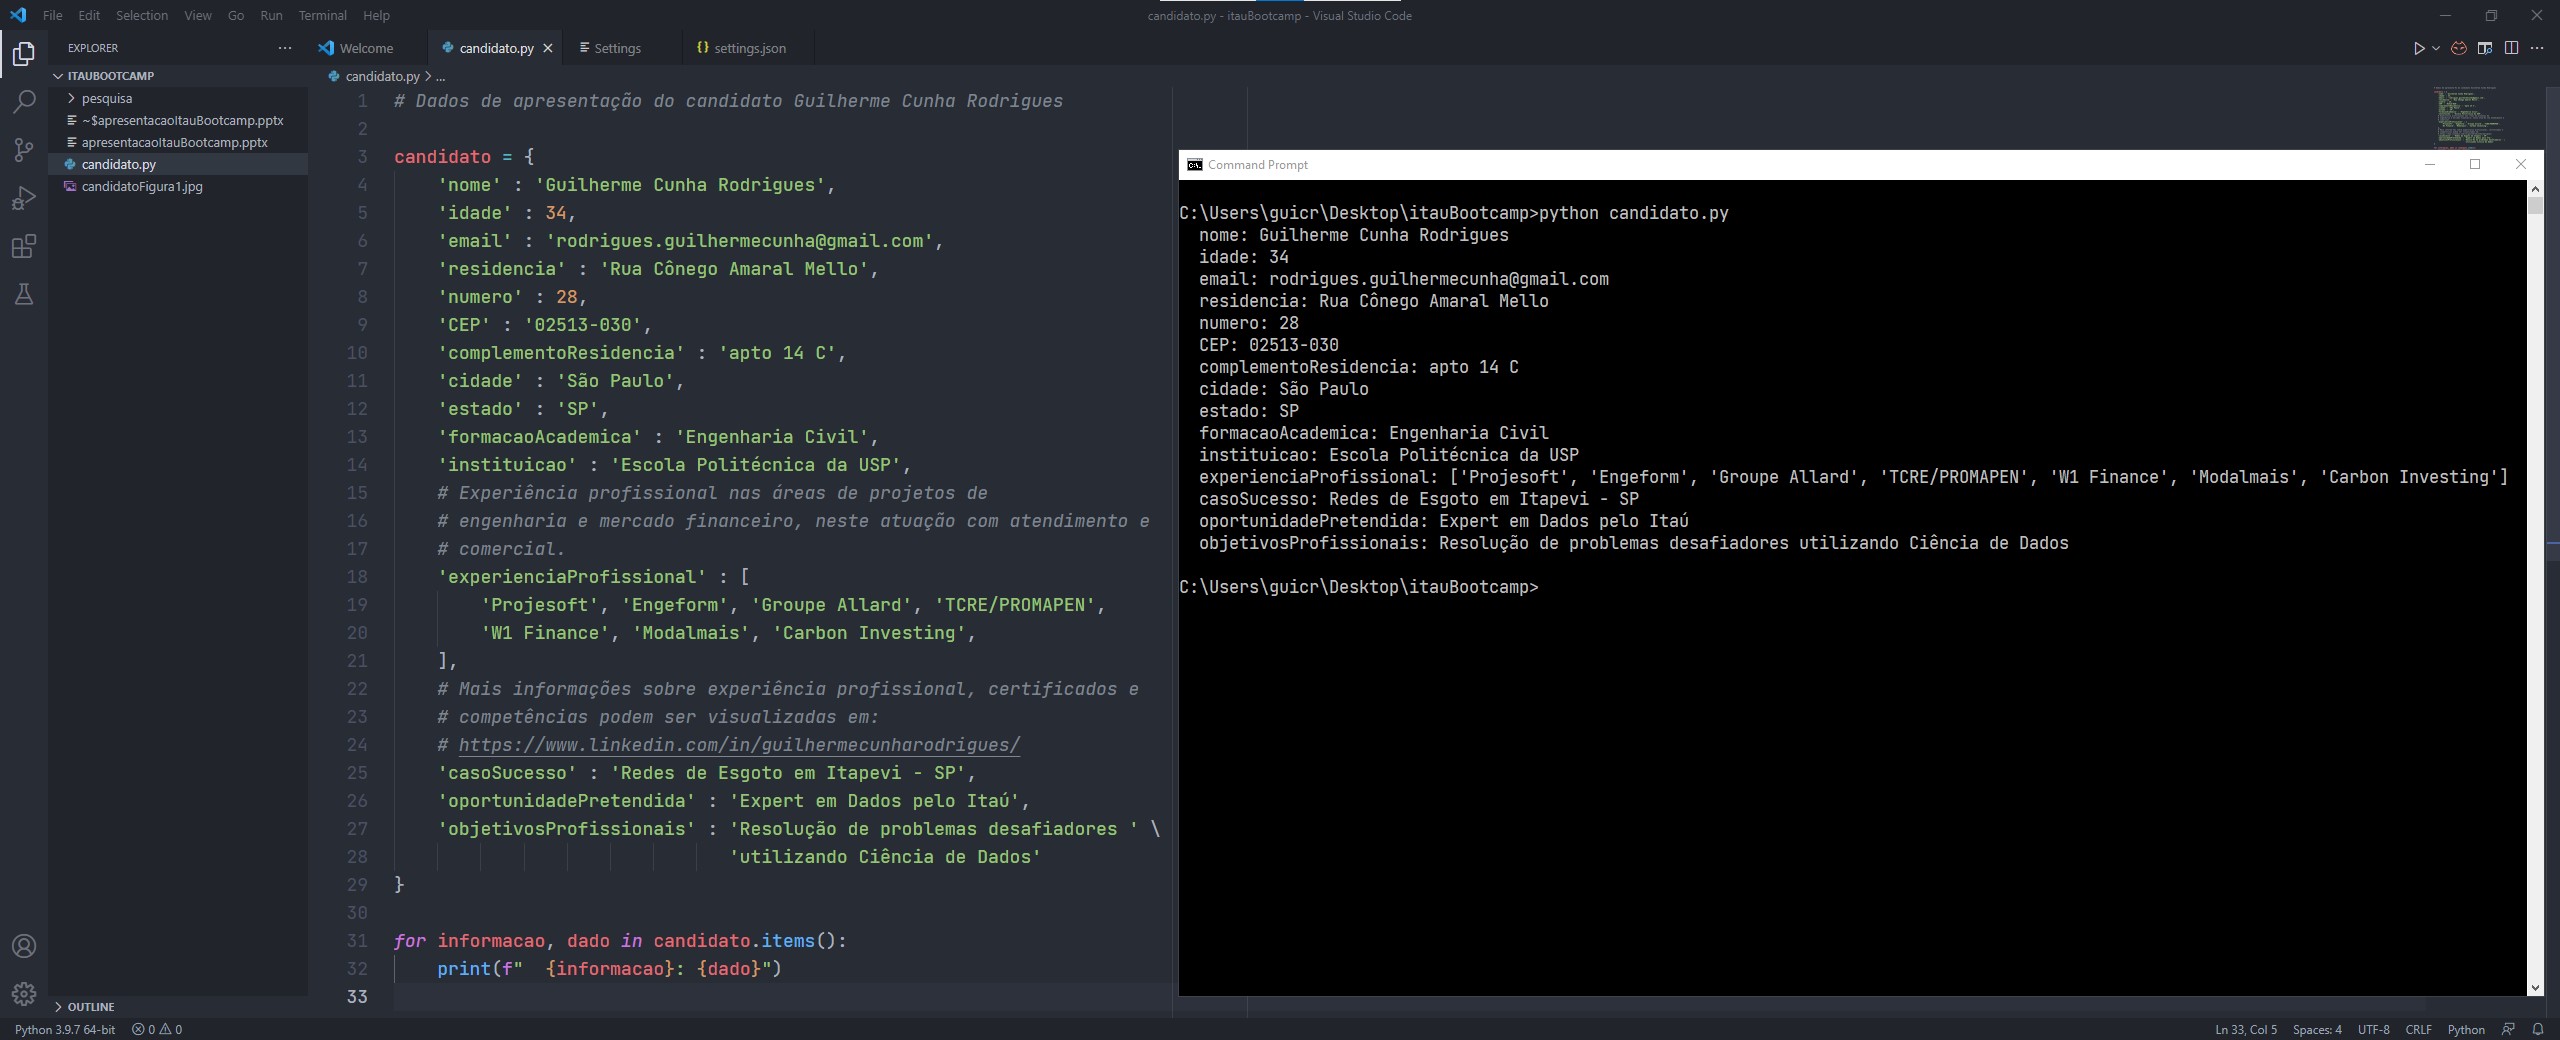 File Edit Selection View Go Run Terminal Help
candidato.py - itauBootcamp - Visual Studio Code
EXPLORER
ITAUBOOTCAMP
pesquisa
~$apresentacaoItauBootcamp.pptx
apresentacaoItauBootcamp.pptx
candidato.py
candidatoFigura1.jpg
OUTLINE
Welcome candidato.py Settings {} settings.json
candidato.py > ...
1 # Dados de apresentação do candidato Guilherme Cunha Rodrigues
2
3 candidato = {
4 'nome' : 'Guilherme Cunha Rodrigues',
5 'idade' : 34,
6 'email' : 'rodrigues.guilhermecunha@gmail.com',
7 'residencia' : 'Rua Cônego Amaral Mello',
8 'numero' : 28,
9 'CEP' : '02513-030',
10 'complementoResidencia' : 'apto 14 C',
11 'cidade' : 'São Paulo',
12 'estado' : 'SP',
13 'formacaoAcademica' : 'Engenharia Civil',
14 'instituicao' : 'Escola Politécnica da USP',
15 # Experiência profissional nas áreas de projetos de
16 # engenharia e mercado financeiro, neste atuação com atendimento e
17 # comercial.
18 'experienciaProfissional' : [
19 'Projesoft', 'Engeform', 'Groupe Allard', 'TCRE/PROMAPEN',
20 'W1 Finance', 'Modalmais', 'Carbon Investing',
21 ],
22 # Mais informações sobre experiência profissional, certificados e
23 # competências podem ser visualizadas em:
24 # https://www.linkedin.com/in/guilhermecunharodrigues/
25 'casoSucesso' : 'Redes de Esgoto em Itapevi - SP',
26 'oportunidadePretendida' : 'Expert em Dados pelo Itaú',
27 'objetivosProfissionais' : 'Resolução de problemas desafiadores ' \
28 'utilizando Ciência de Dados'
29 }
30
31 for informacao, dado in candidato.items():
32 print(f"  {informacao}: {dado}")
33
Command Prompt
C:\Users\guicr\Desktop\itauBootcamp>python candidato.py
nome: Guilherme Cunha Rodrigues
idade: 34
email: rodrigues.guilhermecunha@gmail.com
residencia: Rua Cônego Amaral Mello
numero: 28
CEP: 02513-030
complementoResidencia: apto 14 C
cidade: São Paulo
estado: SP
formacaoAcademica: Engenharia Civil
instituicao: Escola Politécnica da USP
experienciaProfissional: ['Projesoft', 'Engeform', 'Groupe Allard', 'TCRE/PROMAPEN', 'W1 Finance', 'Modalmais', 'Carbon Investing']
casoSucesso: Redes de Esgoto em Itapevi - SP
oportunidadePretendida: Expert em Dados pelo Itaú
objetivosProfissionais: Resolução de problemas desafiadores utilizando Ciência de Dados
C:\Users\guicr\Desktop\itauBootcamp>
Python 3.9.7 64-bit 0 0
Ln 33, Col 5 Spaces: 4 UTF-8 CRLF Python